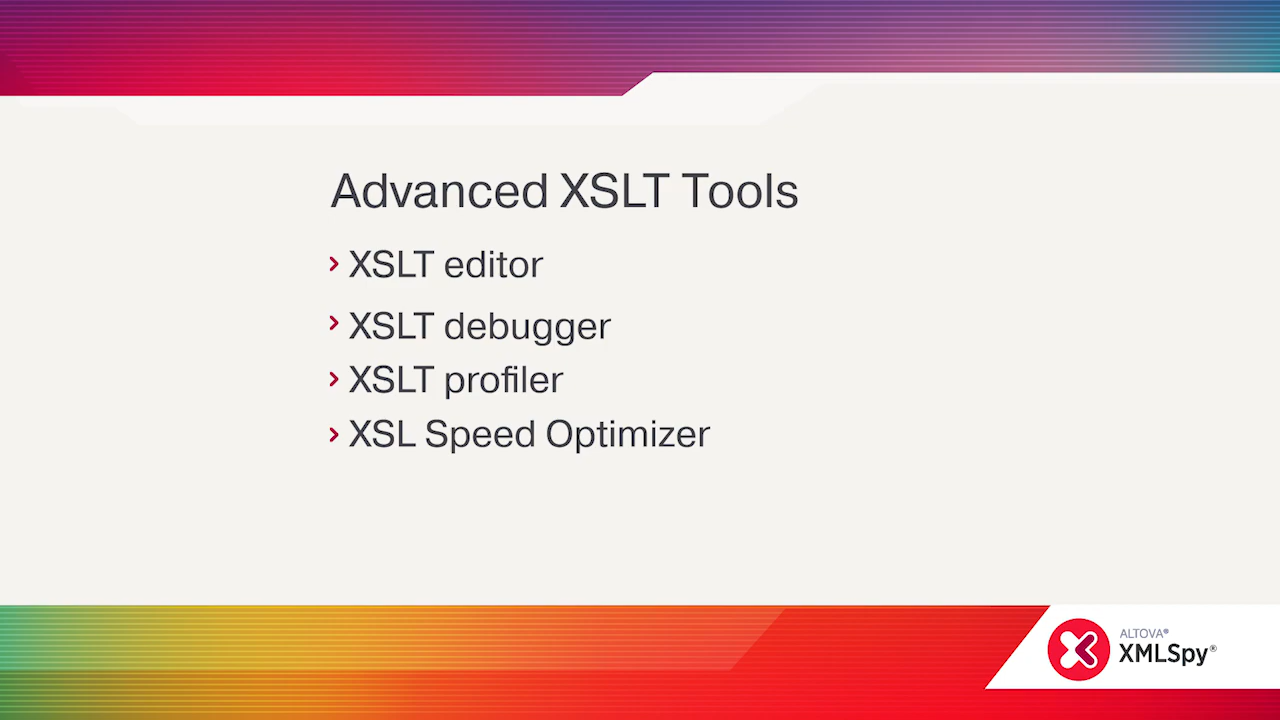 Advanced XSLT Tools
XSLT editor
XSLT debugger
XSLT profiler
XSL Speed Optimizer
ALTOVA®
XMLSpy®